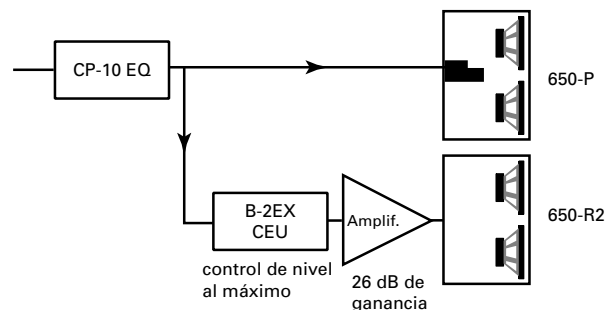 CP-10 EQ
650-P
B-2EX
CEU
Amplif.
650-R2
control de nivel
al máximo
26 dB de
ganancia